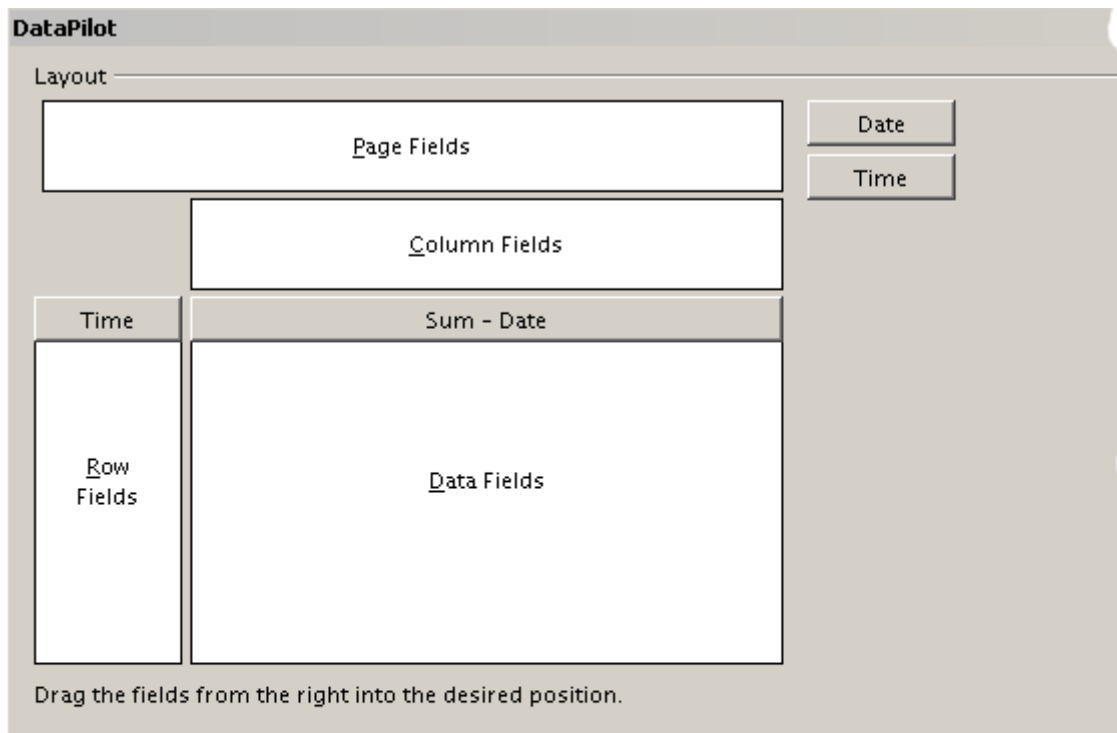 DataPilot
Layout
Page Fields
Date
Time
Column Fields
Time
Sum - Date
Row
Fields
Data Fields
Drag the fields from the right into the desired position.